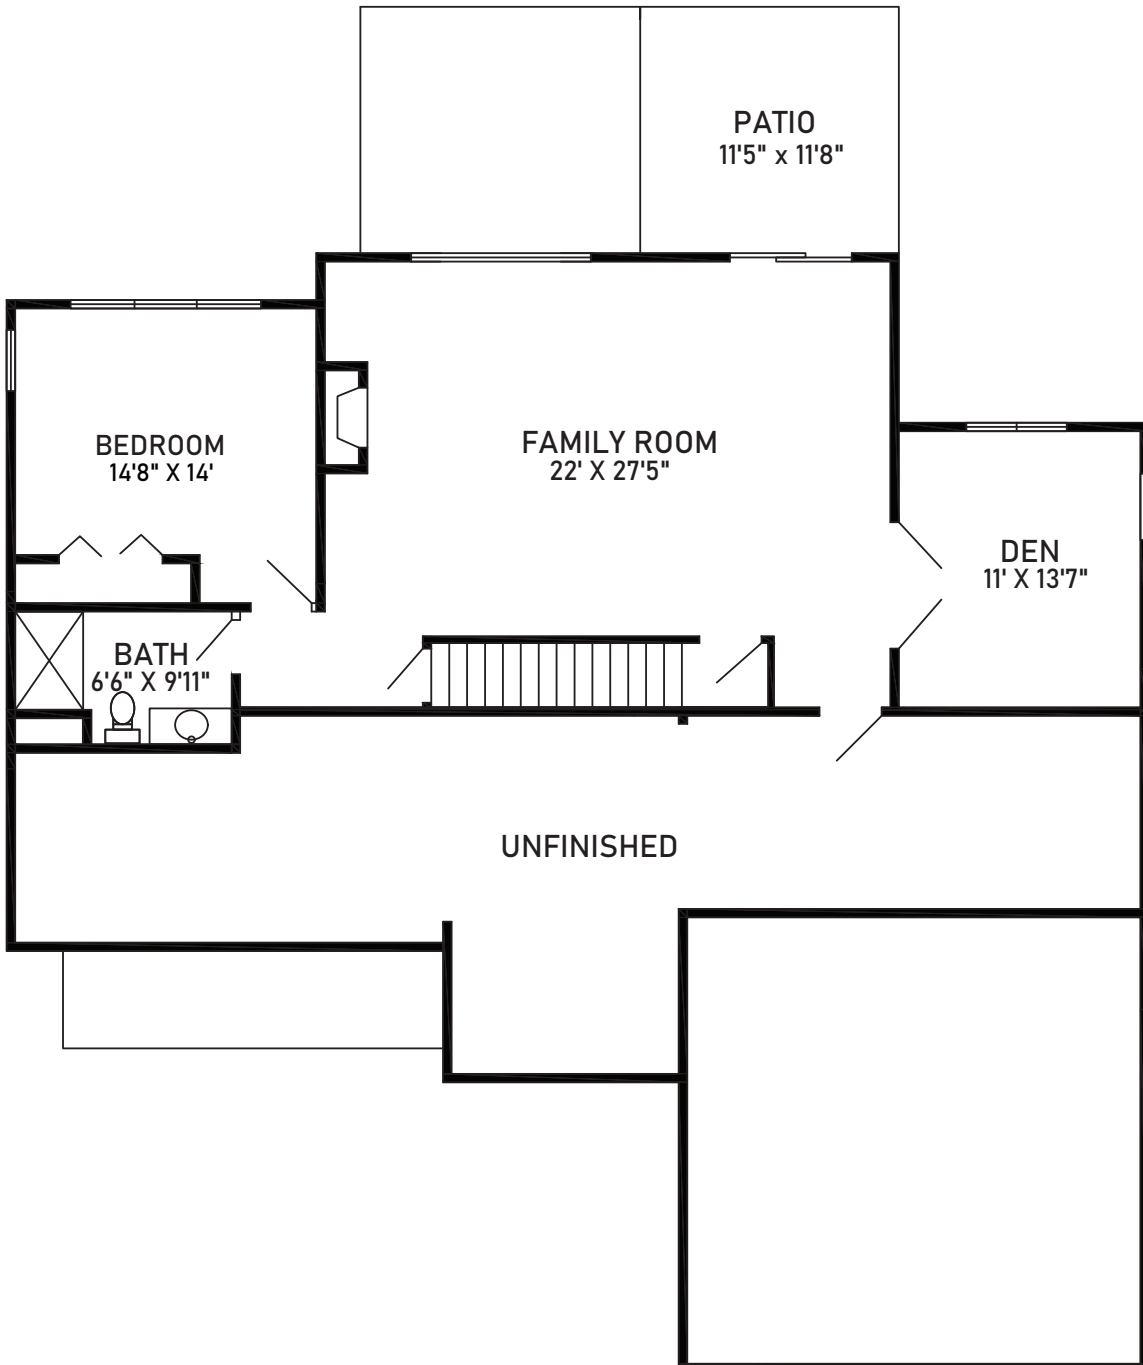 PATIO
11'5" x 11'8"
BEDROOM
14'8" X 14'
FAMILY ROOM
22' X 27'5"
DEN
11' X 13'7"
BATH
6'6" X 9'11"
UNFINISHED